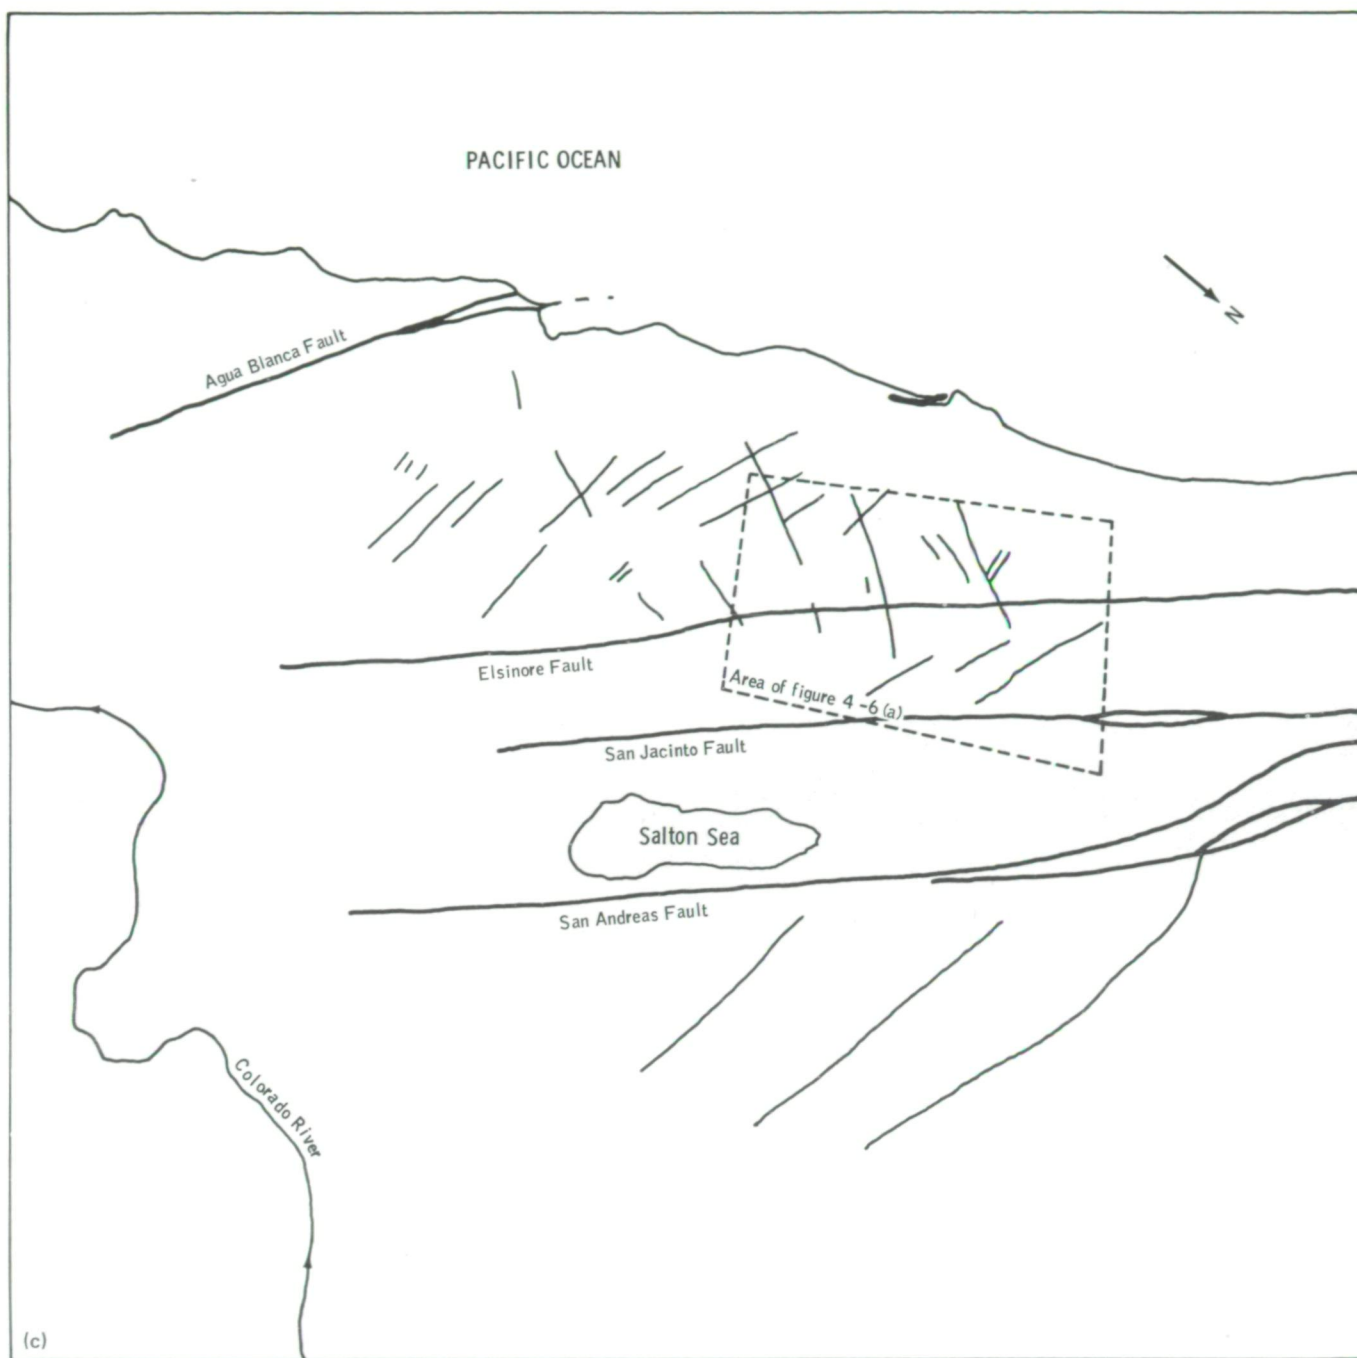 PACIFIC OCEAN
N
Agua Blanca Fault
Elsinore Fault
Area of figure 4-6(a)
San Jacinto Fault
Salton Sea
San Andreas Fault
Colorado River
(c)